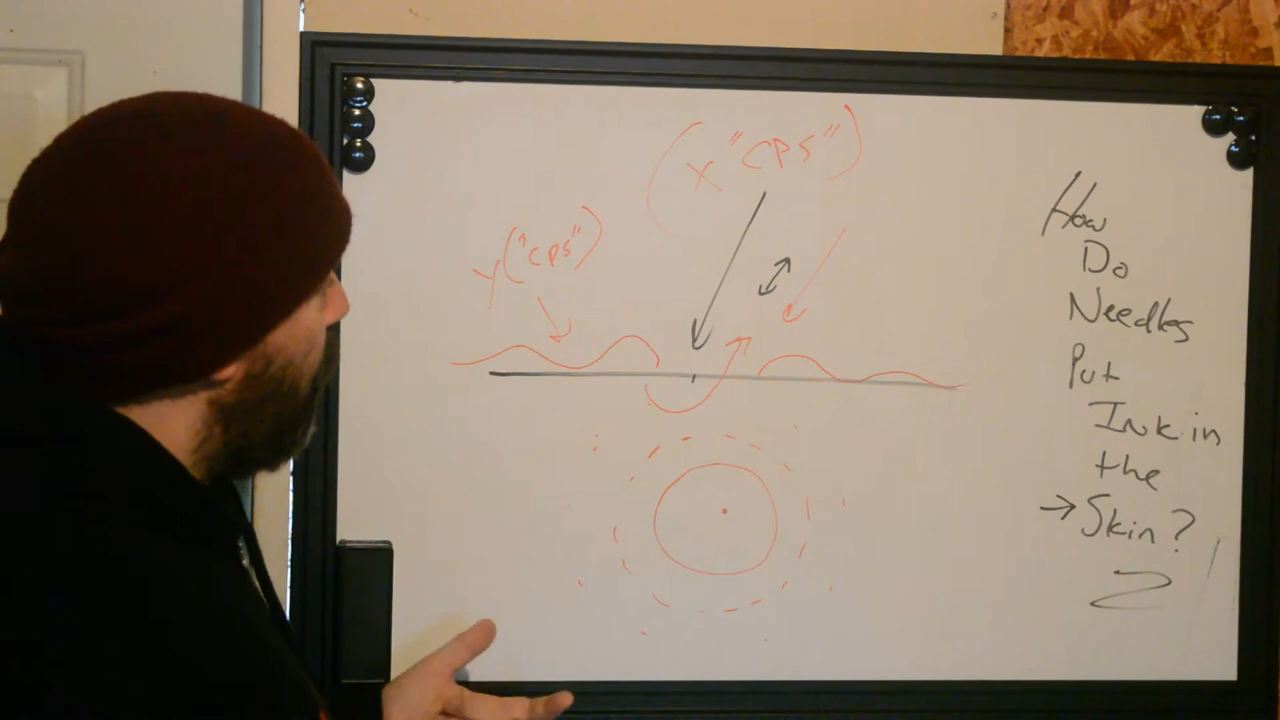 (x "cps")
y("cps")
How
Do
Needles
Put
Ink in
the
→ Skin?